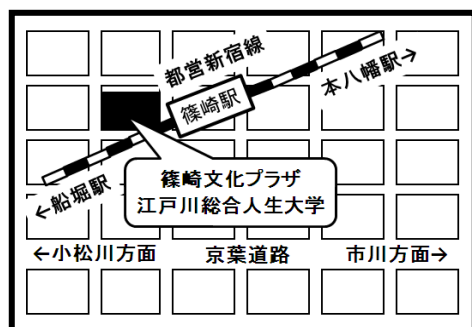 都営新宿線
本八幡駅→
篠崎駅
←船堀駅
篠崎文化プラザ
江戸川総合人生大学
←小松川方面
京葉道路
市川方面→